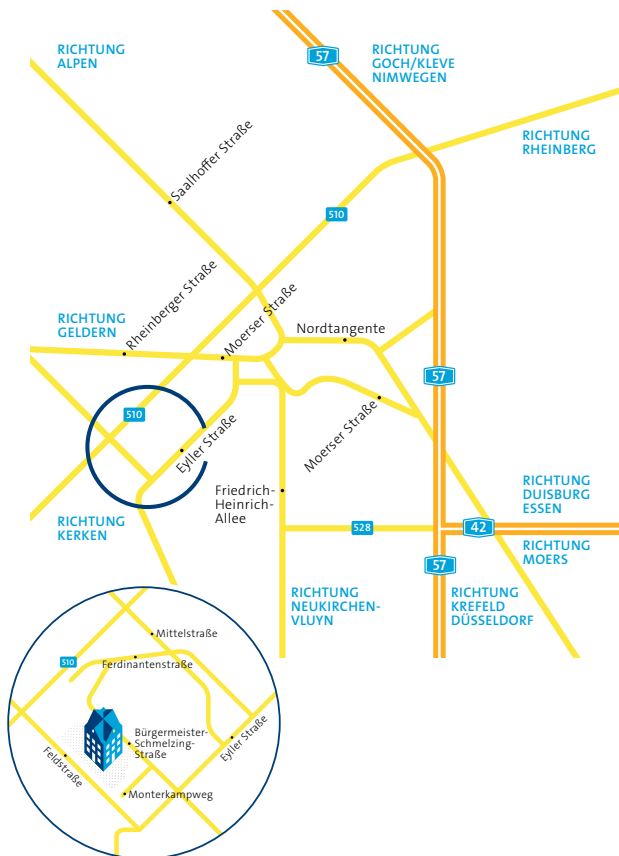 RICHTUNG
ALPEN
57
RICHTUNG
GOCH/KLEVE
NIMWEGEN
RICHTUNG
RHEINBERG
Saalhoffer Straße
510
Rheinberger Straße
Moerser Straße
RICHTUNG
GELDERN
Nordtangente
57
510
Eyller Straße
Moerser Straße
Friedrich-
Heinrich-
Allee
RICHTUNG
DUISBURG
ESSEN
RICHTUNG
KERKEN
528
42
RICHTUNG
MOERS
57
RICHTUNG
NEUKIRCHEN-
VLUYN
RICHTUNG
KREFELD
DÜSSELDORF
Mittelstraße
510
Ferdinantenstraße
Bürgermeister-
Schmelzing-
Straße
Eyller Straße
Feldstraße
Monterkampweg